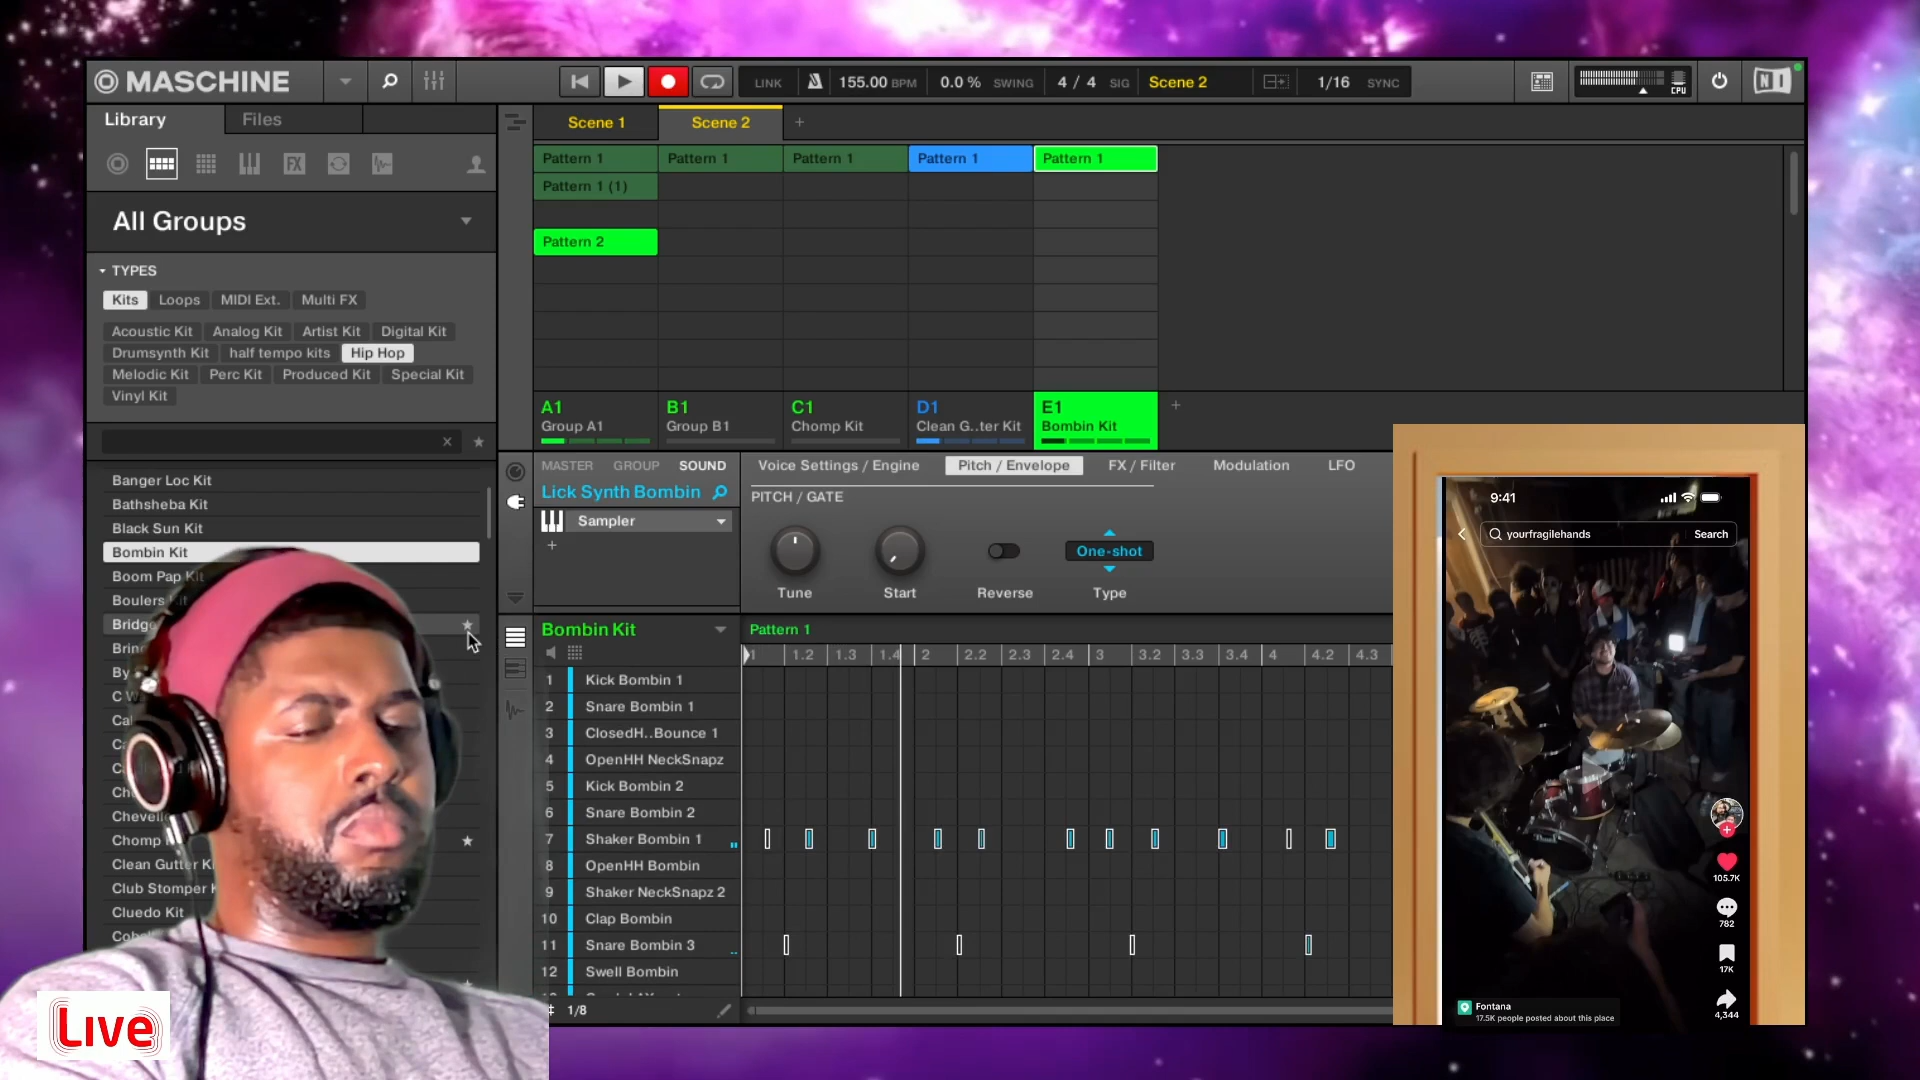 MASCHINE
LINK
155.00 BPM
0.0 % SWING
4 / 4 SIG
Scene 2
1/16 SYNC
CPU
NI
Library
Files
FX
All Groups
TYPES
Kits
Loops
MIDI Ext.
Multi FX
Acoustic Kit
Analog Kit
Artist Kit
Digital Kit
Drumsynth Kit
half tempo kits
Hip Hop
Melodic Kit
Perc Kit
Produced Kit
Special Kit
Vinyl Kit
Banger Loc Kit
Bathsheba Kit
Black Sun Kit
Bombin Kit
Boom Pap Kit
Chomp
Clean Gutter
Club Stomper
Cluedo Kit
Scene 1
Scene 2
Pattern 1
Pattern 1
Pattern 1
Pattern 1
Pattern 1
Pattern 1 (1)
Pattern 2
A1
Group A1
B1
Group B1
C1
Chomp Kit
D1
Clean G..ter Kit
E1
Bombin Kit
MASTER
GROUP
SOUND
Lick Synth Bombin
Sampler
Voice Settings / Engine
Pitch / Envelope
FX / Filter
Modulation
LFO
PITCH / GATE
One-shot
Tune
Start
Reverse
Type
Bombin Kit
Pattern 1
1 1.2 1.3 1.4 2 2.2 2.3 2.4 3 3.2 3.3 3.4 4 4.2 4.3
1 Kick Bombin 1
2 Snare Bombin 1
3 ClosedH..Bounce 1
4 OpenHH NeckSnapz
5 Kick Bombin 2
6 Snare Bombin 2
7 Shaker Bombin 1
8 OpenHH Bombin
9 Shaker NeckSnapz 2
10 Clap Bombin
11 Snare Bombin 3
12 Swell Bombin
1/8
Live
9:41
yourfragilehands
Search
105.7K
782
17K
4,344
Fontana
17.5K people posted about this place